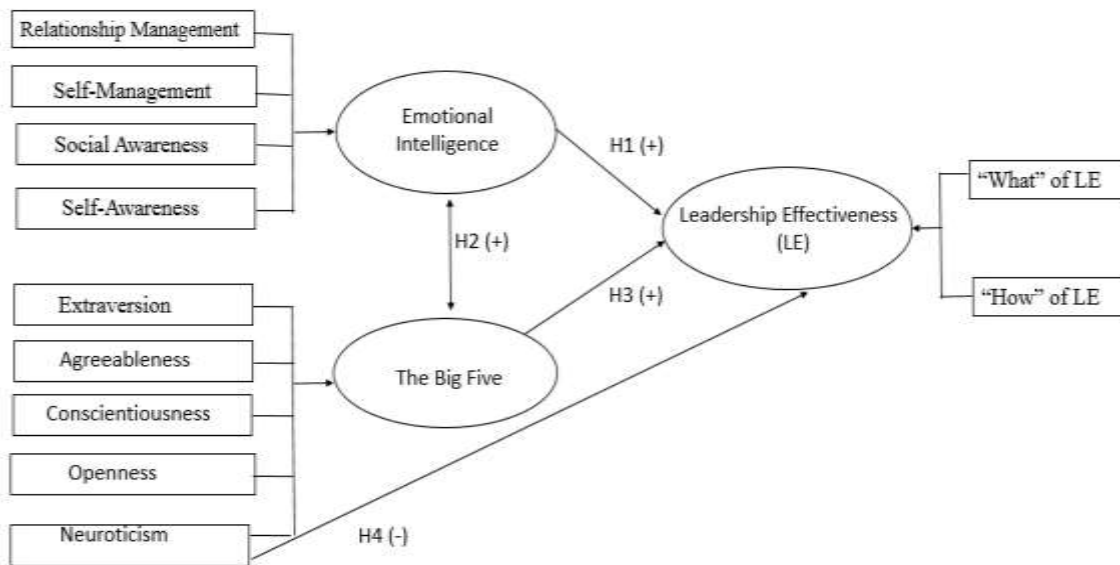 Relationship Management
Self-Management
Social Awareness
Self-Awareness
Emotional
Intelligence
H1 (+)
H2 (+)
Leadership Effectiveness
(LE)
“What” of LE
“How” of LE
H3 (+)
Extraversion
Agreeableness
Conscientiousness
Openness
Neuroticism
The Big Five
H4 (-)